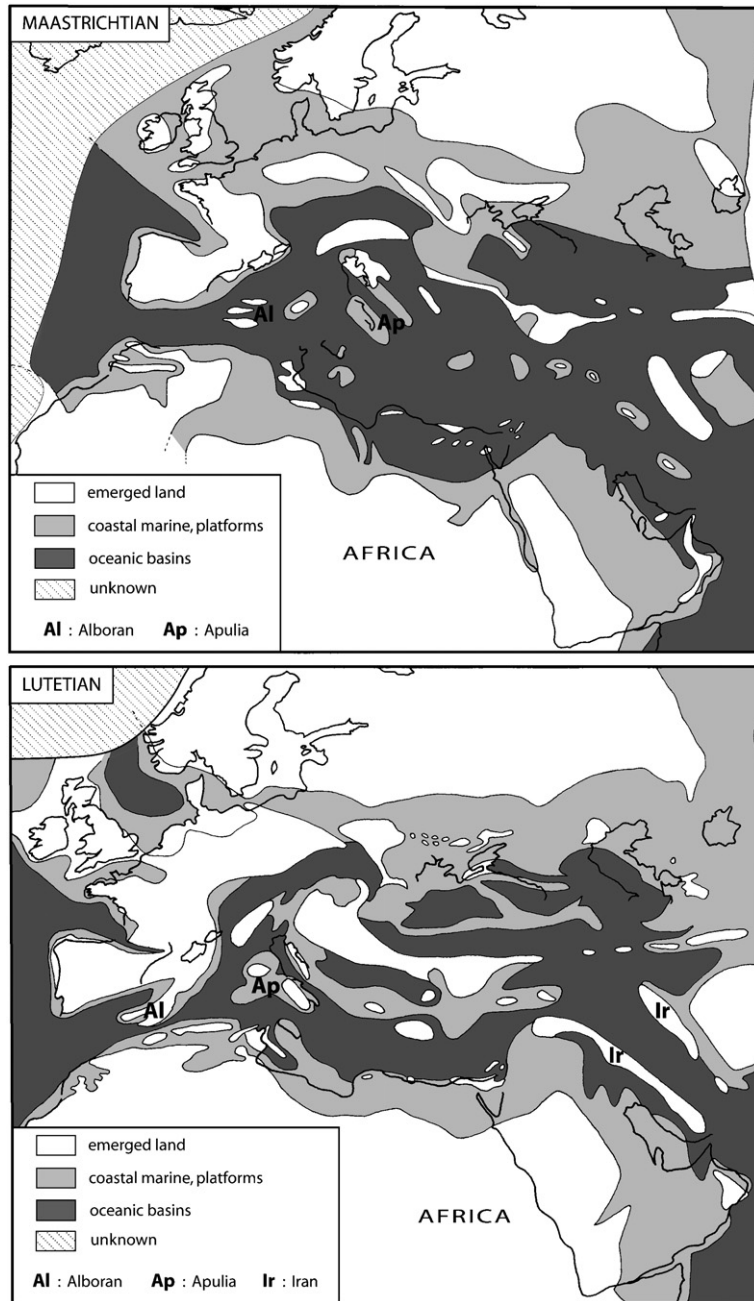 MAASTRICHTIAN
Al
Ap
emerged land
coastal marine, platforms
oceanic basins
unknown
Al : Alboran Ap : Apulia
AFRICA
LUTETIAN
Ap
Al
Ir
Ir
emerged land
coastal marine, platforms
oceanic basins
unknown
Al : Alboran Ap : Apulia Ir : Iran
AFRICA